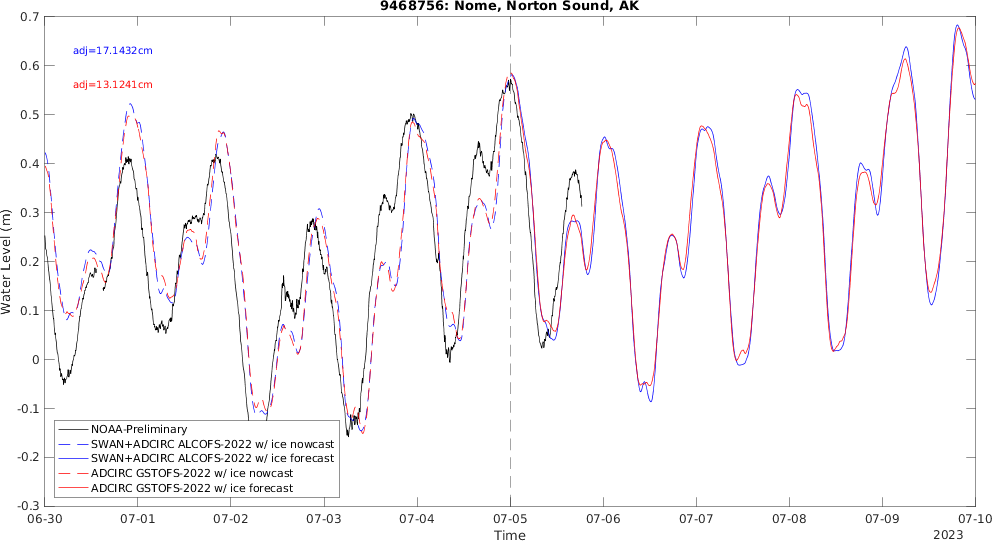 9468756: Nome, Norton Sound, AK
adj=17.1432cm
adj=13.1241cm
Water Level (m)
0.7
0.6
0.5
0.4
0.3
0.2
0.1
0
-0.1
-0.2
-0.3
NOAA-Preliminary
SWAN+ADCIRC ALCOFS-2022 w/ ice nowcast
SWAN+ADCIRC ALCOFS-2022 w/ ice forecast
ADCIRC GSTOFS-2022 w/ ice nowcast
ADCIRC GSTOFS-2022 w/ ice forecast
06-30 07-01 07-02 07-03 07-04 07-05 07-06 07-07 07-08 07-09 07-10
Time
2023